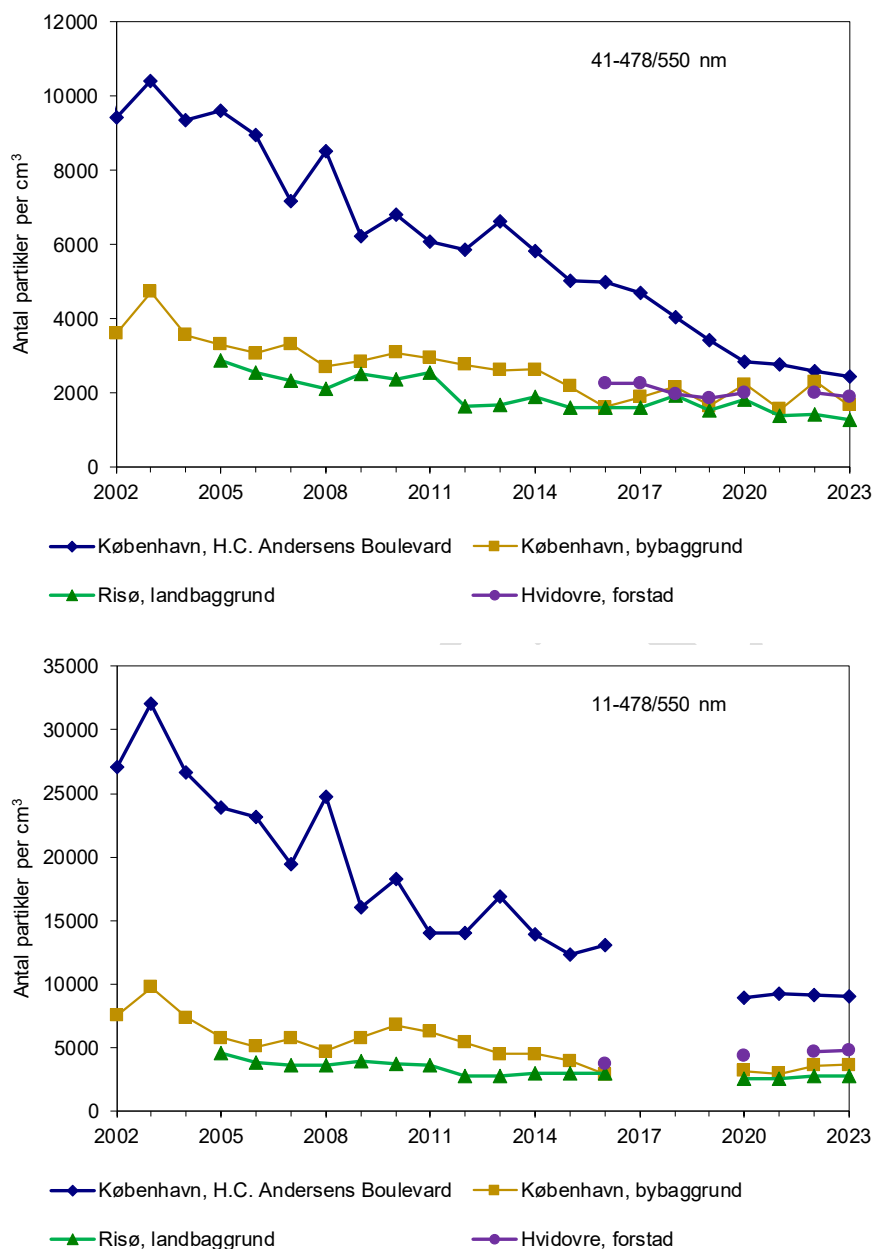 12000
41-478/550 nm
10000
8000
6000
4000
2000
0
Antal partikler per cm³
2002 2005 2008 2011 2014 2017 2020 2023
København, H.C. Andersens Boulevard København, bybaggrund
Risø, landbaggrund Hvidovre, forstad
35000
11-478/550 nm
30000
25000
20000
15000
10000
5000
0
Antal partikler per cm³
2002 2005 2008 2011 2014 2017 2020 2023
København, H.C. Andersens Boulevard København, bybaggrund
Risø, landbaggrund Hvidovre, forstad